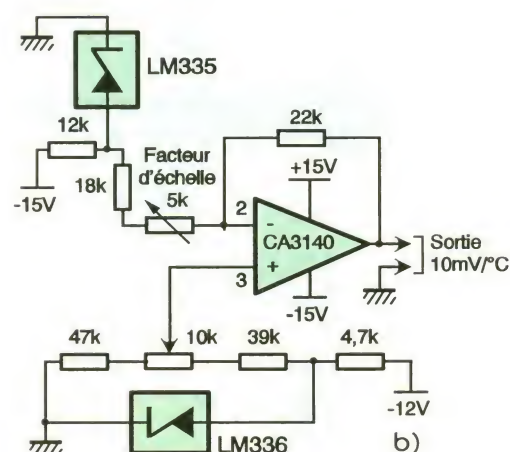 LM335
12k
-15V
18k
Facteur
d'échelle
5k
22k
+15V
2
-
CA3140
+
3
-15V
Sortie
10mV/°C
47k
10k
39k
4,7k
-12V
LM336
b)